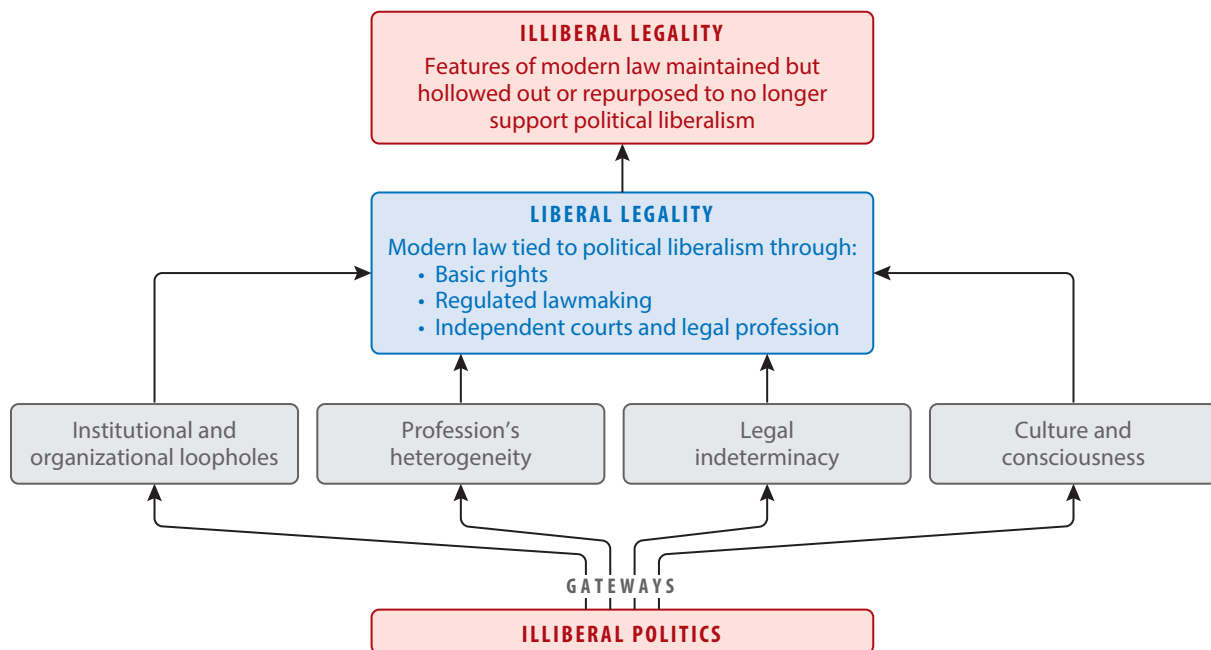 ILLIBERAL LEGALITY
Features of modern law maintained but
hollowed out or repurposed to no longer
support political liberalism
LIBERAL LEGALITY
Modern law tied to political liberalism through:
• Basic rights
• Regulated lawmaking
• Independent courts and legal profession
Institutional and
organizational loopholes
Profession’s
heterogeneity
Legal
indeterminacy
Culture and
consciousness
GATEWAYS
ILLIBERAL POLITICS